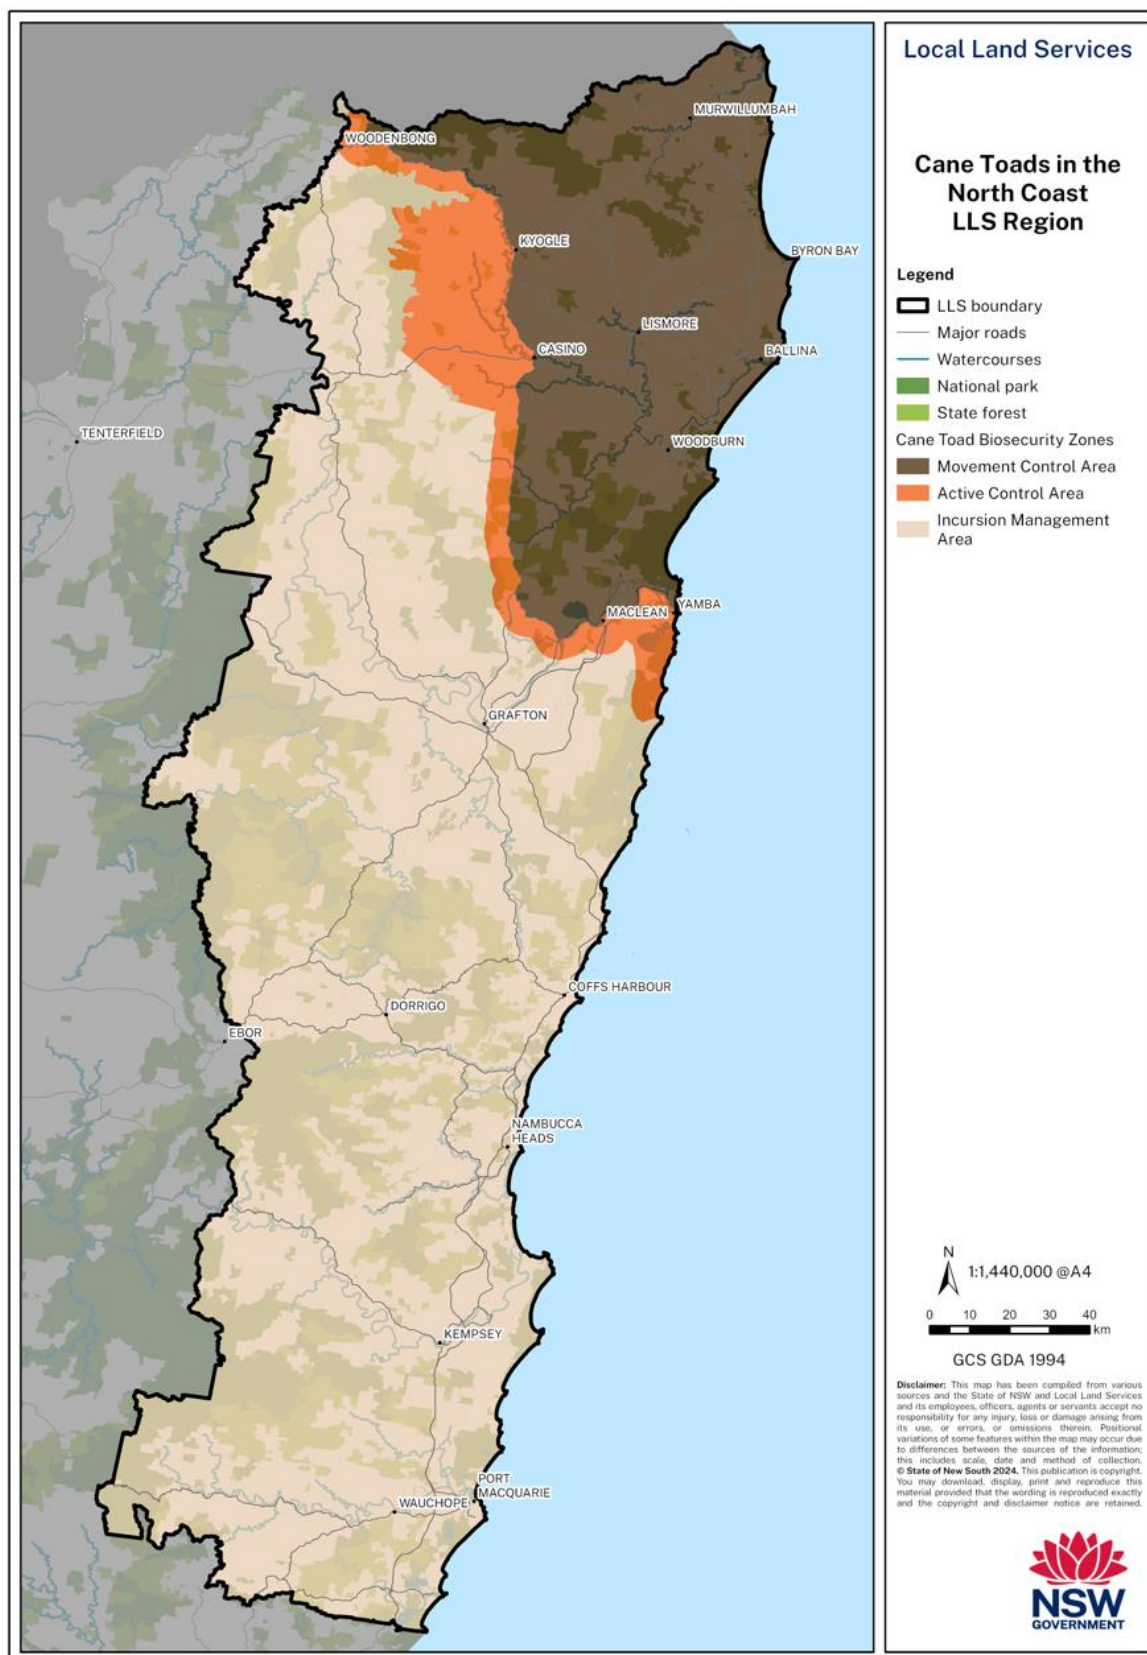 Local Land Services
Cane Toads in the
North Coast
LLS Region
Legend
LLS boundary
Major roads
Watercourses
National park
State forest
Cane Toad Biosecurity Zones
Movement Control Area
Active Control Area
Incursion Management
Area
MURWILLUMBAH
WOODENBONG
KYOGLE
BYRON BAY
LISMORE
CASINO
BALLINA
TENTERFIELD
WOODBURN
MACLEAN
YAMBA
GRAFTON
COFFS HARBOUR
DORRIGO
EBOR
NAMBUCCA
HEADS
KEMPSEY
PORT
MACQUARIE
WAUCHOPE
N
1:1,440,000 @A4
0 10 20 30 40
km
GCS GDA 1994
Disclaimer: This map has been compiled from various
sources and the State of NSW and Local Land Services
and its employees, officers, agents or servants accept no
responsibility for any injury, loss or damage arising from
its use, or errors, or omissions therein. Positional
variations of some features within the map may occur due
to differences between the sources of the information;
this includes scale, date and method of collection.
© State of New South 2024. This publication is copyright.
You may download, display, print and reproduce this
material provided that the wording is reproduced exactly
and the copyright and disclaimer notice are retained.
NSW
GOVERNMENT